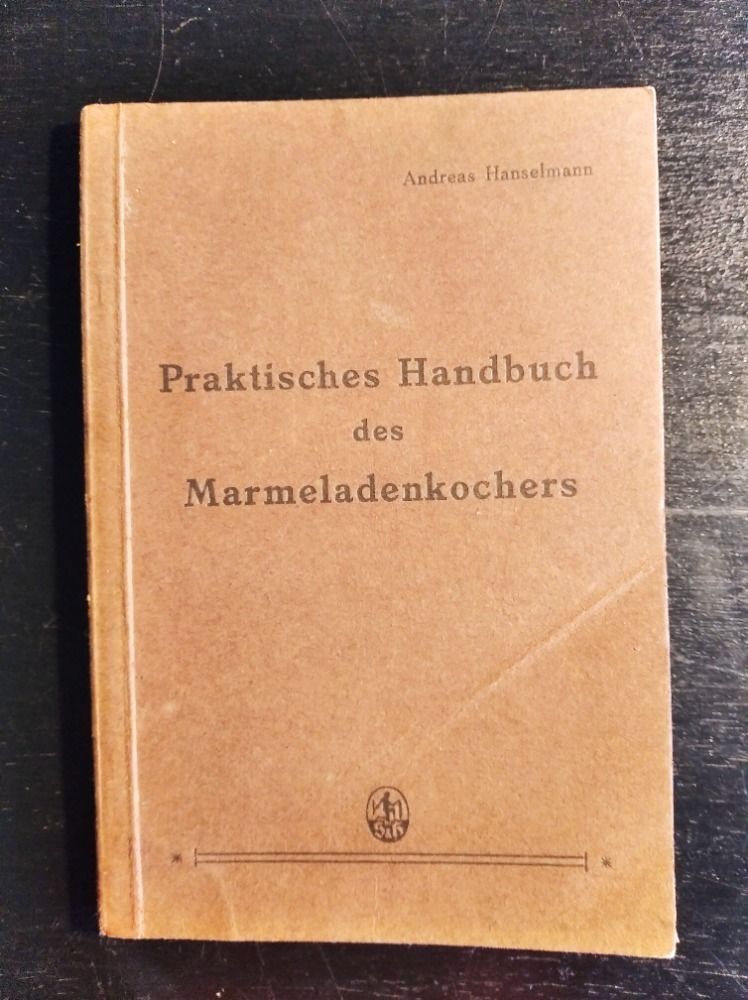 Andreas Hanselmann
Praktisches Handbuch
des
Marmeladenkochers